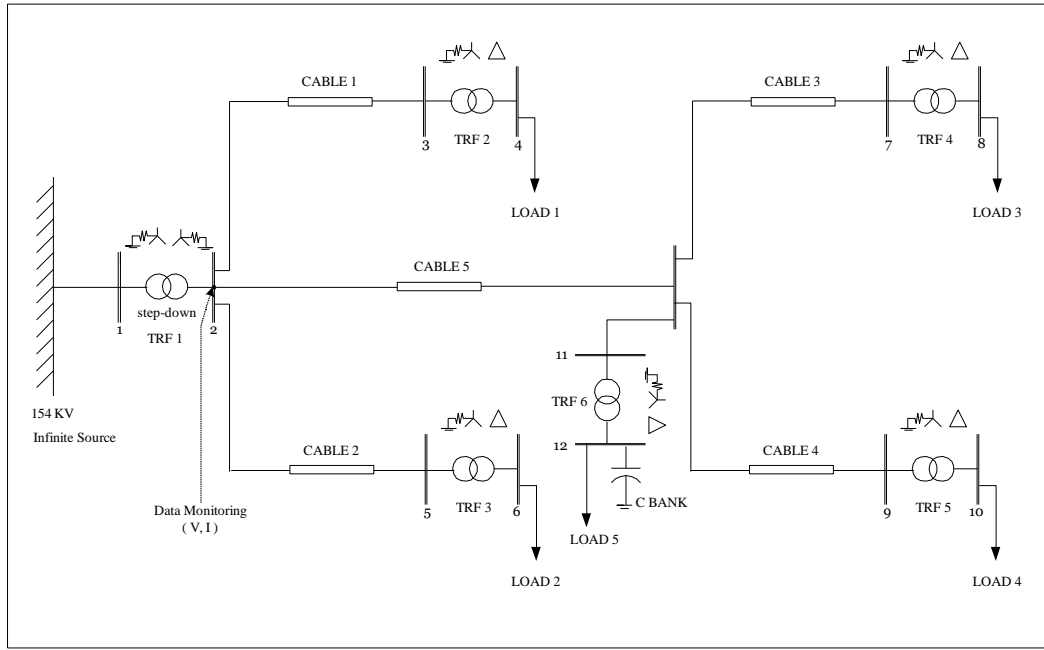 CABLE 1
CABLE 3
3
TRF 2
4
7
TRF 4
8
LOAD 1
LOAD 3
CABLE 5
step-down
1
TRF 1
2
11
TRF 6
12
154 KV
Infinite Source
CABLE 2
CABLE 4
C BANK
5
TRF 3
6
9
TRF 5
10
Data Monitoring
( V, I )
LOAD 5
LOAD 2
LOAD 4